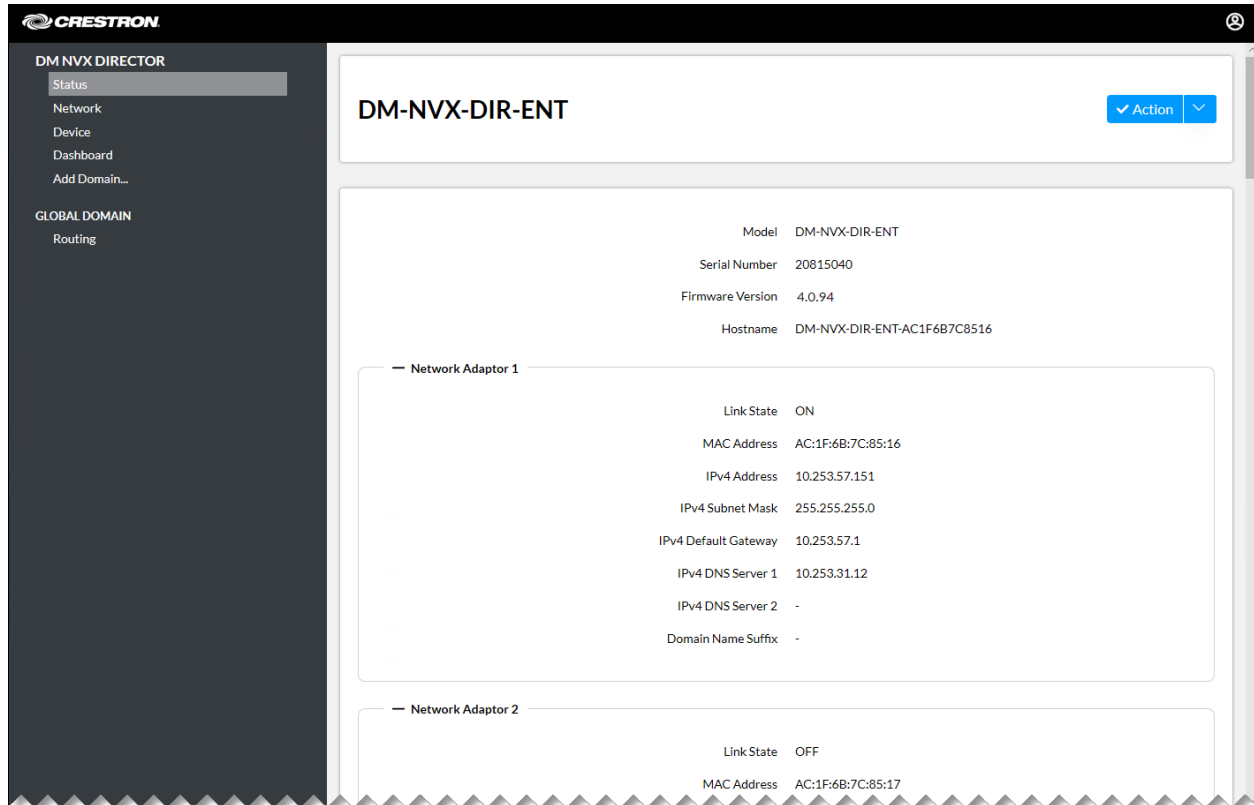 CRESTRON.
DM NVX DIRECTOR
Status
Network
Device
Dashboard
Add Domain...
GLOBAL DOMAIN
Routing
DM-NVX-DIR-ENT
Action
Model DM-NVX-DIR-ENT
Serial Number 20815040
Firmware Version 4.0.94
Hostname DM-NVX-DIR-ENT-AC1F6B7C8516
— Network Adaptor 1
Link State ON
MAC Address AC:1F:6B:7C:85:16
IPv4 Address 10.253.57.151
IPv4 Subnet Mask 255.255.255.0
IPv4 Default Gateway 10.253.57.1
IPv4 DNS Server 1 10.253.31.12
IPv4 DNS Server 2 -
Domain Name Suffix -
— Network Adaptor 2
Link State OFF
MAC Address AC:1F:6B:7C:85:17